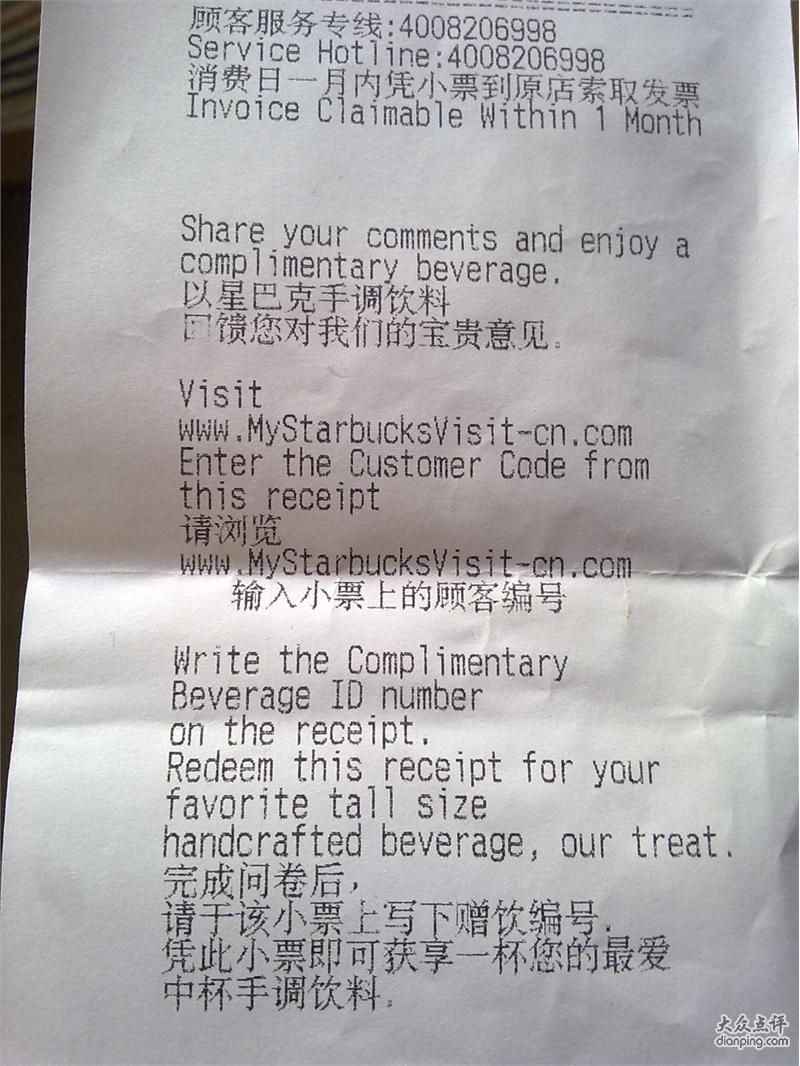 顾客服务专线:4008206998
Service Hotline:4008206998
消费日一月内凭小票到原店索取发票
Invoice Claimable Within 1 Month
Share your comments and enjoy a
complimentary beverage.
以星巴克手调饮料
回馈您对我们的宝贵意见。
Visit
www.MyStarbucksVisit-cn.com
Enter the Customer Code from
this receipt
请浏览
www.MyStarbucksVisit-cn.com
输入小票上的顾客编号
Write the Complimentary
Beverage ID number
on the receipt.
Redeem this receipt for your
favorite tall size
handcrafted beverage, our treat.
完成问卷后,
请于该小票上写下赠饮编号.
凭此小票即可获享一杯您的最爱
中杯手调饮料.
大众点评
dianping.com